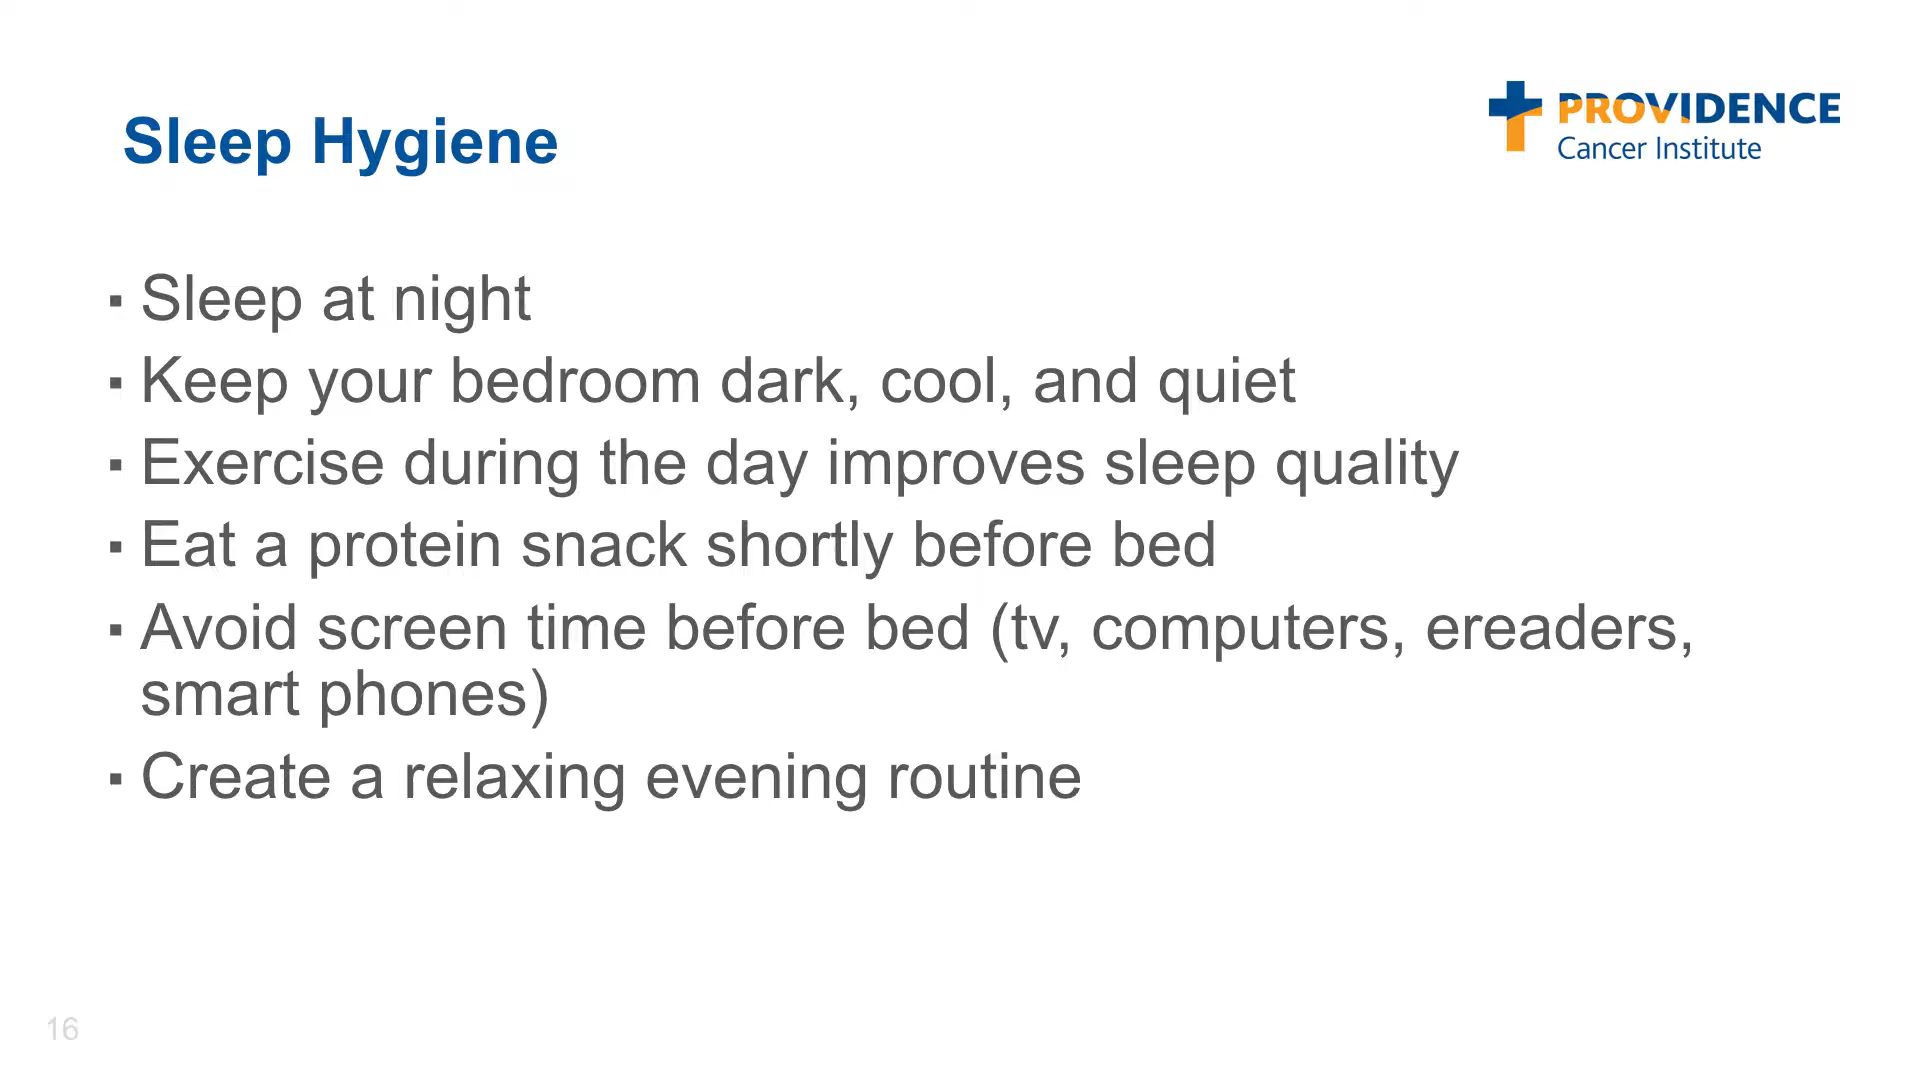 Sleep Hygiene
PROVIDENCE
Cancer Institute
▪ Sleep at night
▪ Keep your bedroom dark, cool, and quiet
▪ Exercise during the day improves sleep quality
▪ Eat a protein snack shortly before bed
▪ Avoid screen time before bed (tv, computers, ereaders,
smart phones)
▪ Create a relaxing evening routine
16